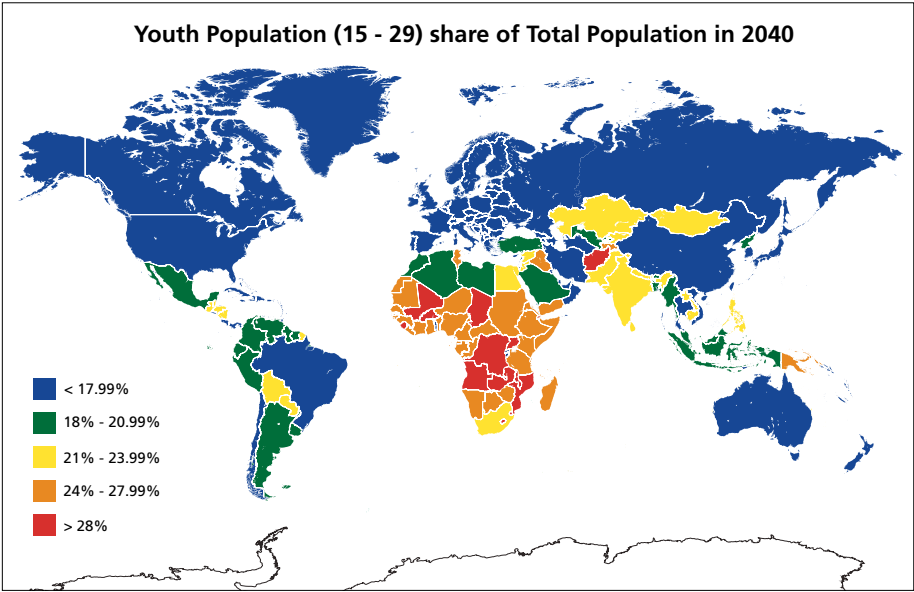 Youth Population (15 - 29) share of Total Population in 2040
< 17.99%
18% - 20.99%
21% - 23.99%
24% - 27.99%
> 28%